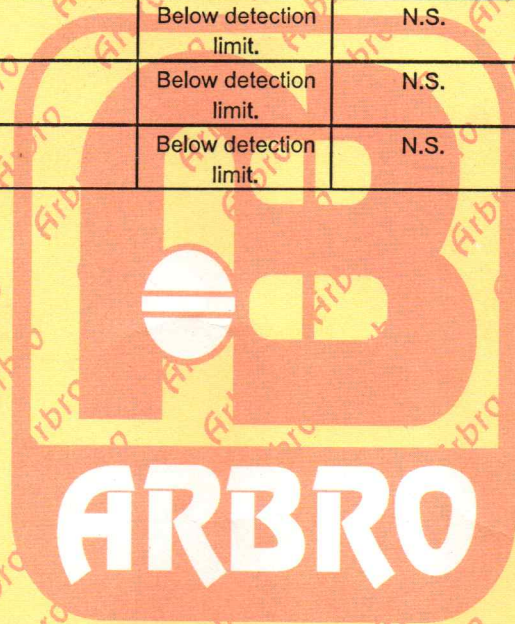 Below detection
limit.
N.S.
Below detection
limit.
N.S.
Below detection
limit.
N.S.
ARBRO